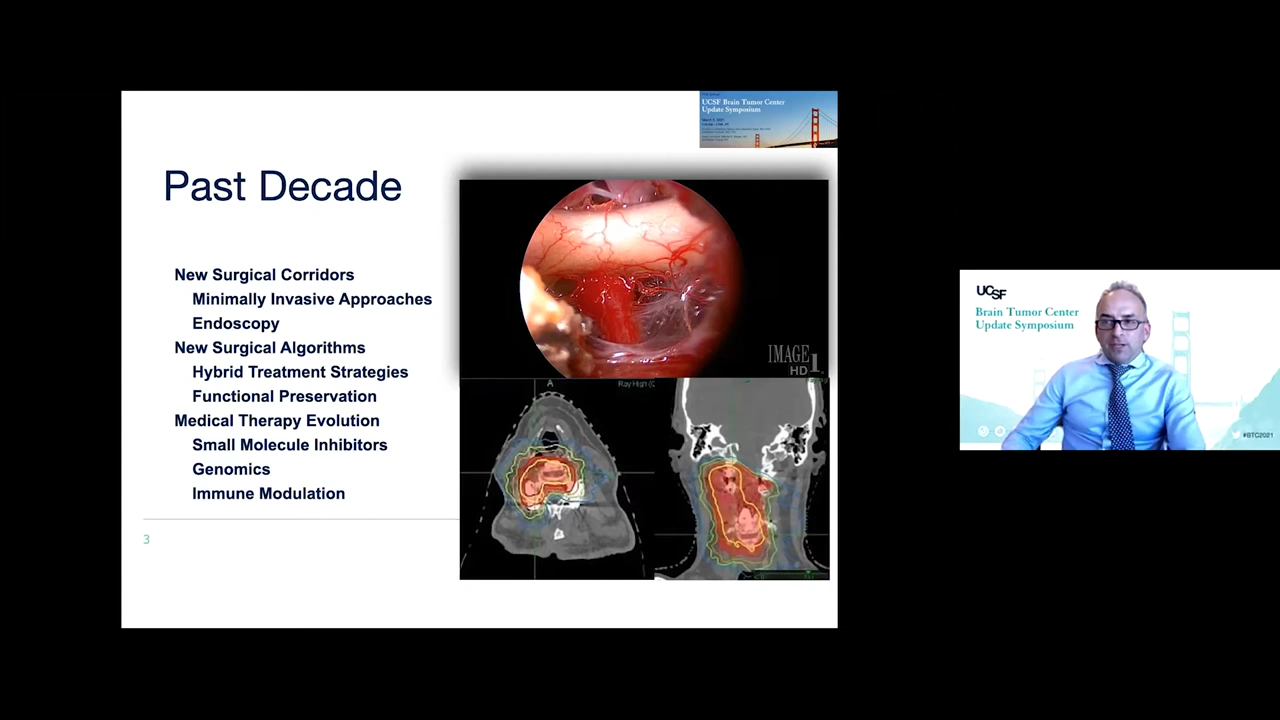 UCSF Brain Tumor Center
Update Symposium
Past Decade
New Surgical Corridors
Minimally Invasive Approaches
Endoscopy
New Surgical Algorithms
Hybrid Treatment Strategies
Functional Preservation
Medical Therapy Evolution
Small Molecule Inhibitors
Genomics
Immune Modulation
3
IMAGE 1
HD
A
UCSF
Brain Tumor Center
Update Symposium
#BTC2021